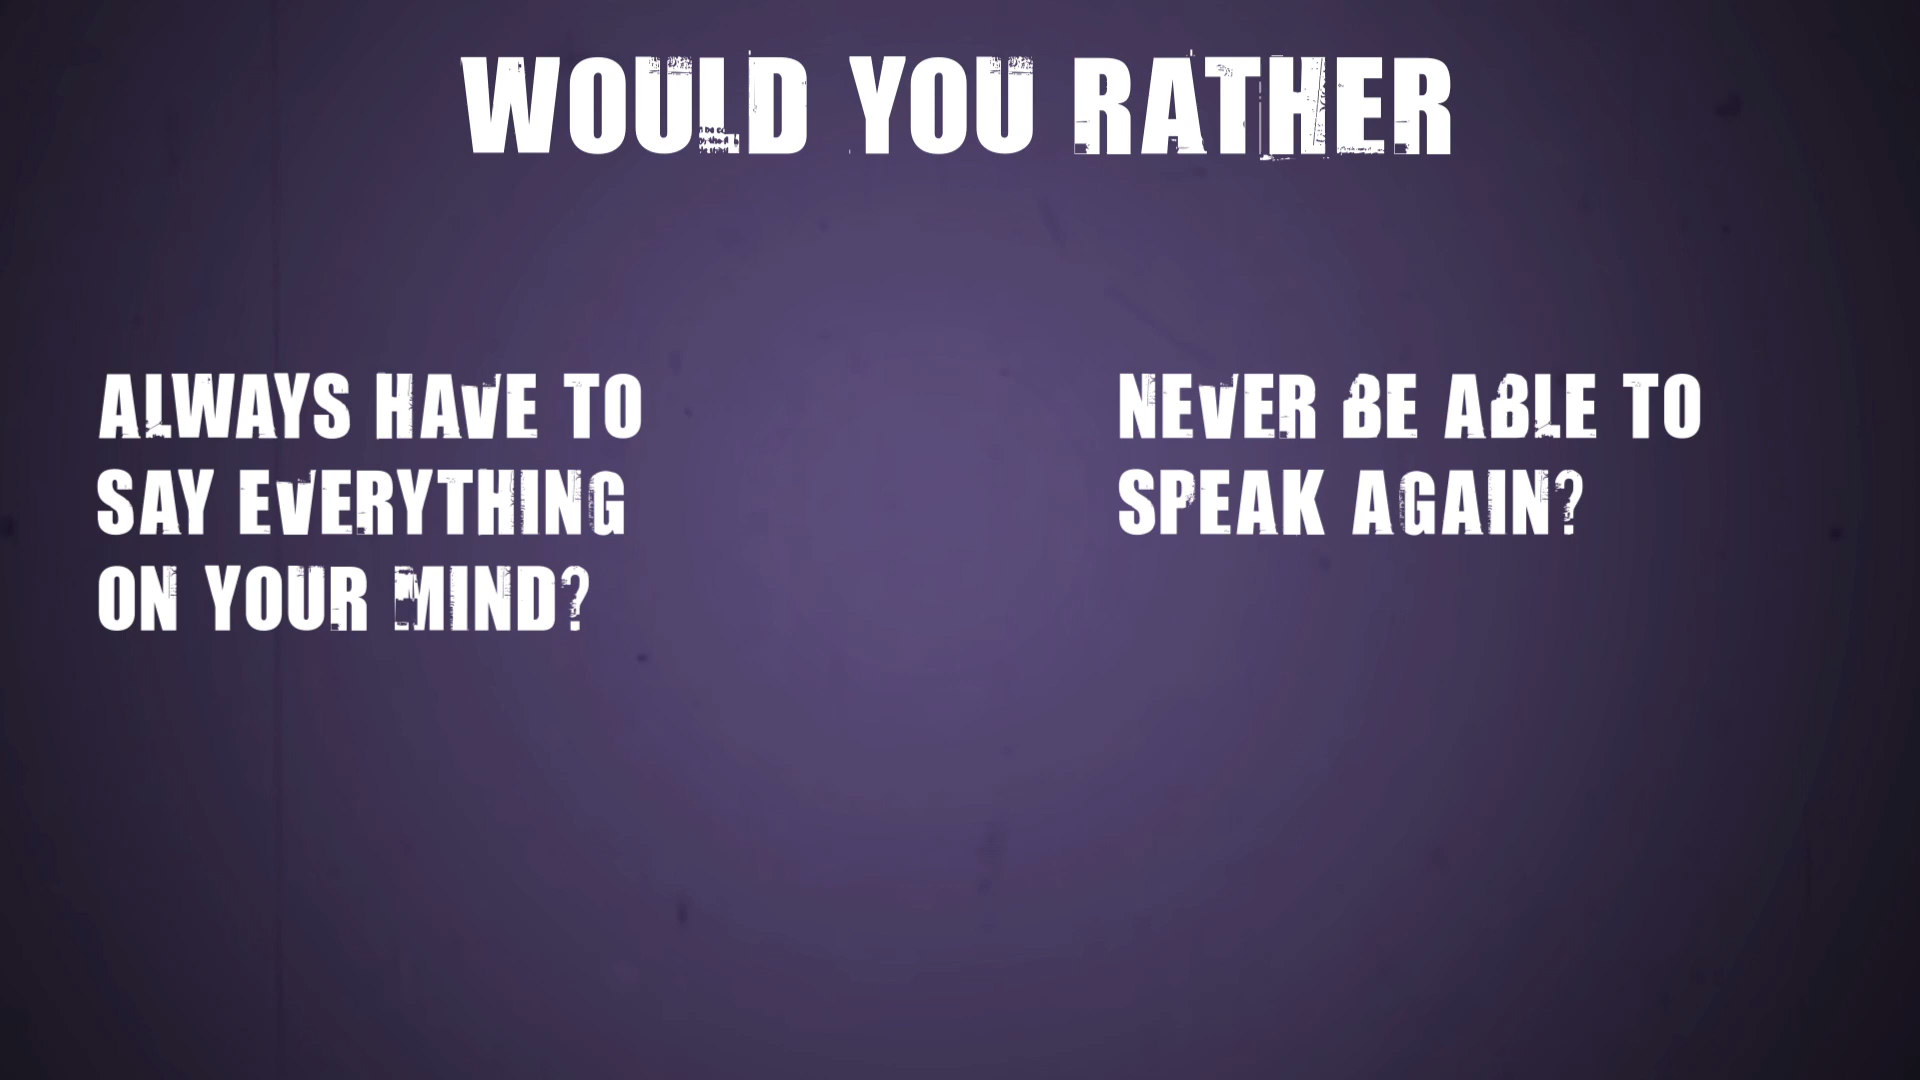 WOULD YOU RATHER
ALWAYS HAVE TO
SAY EVERYTHING
ON YOUR MIND?
NEVER BE ABLE TO
SPEAK AGAIN?